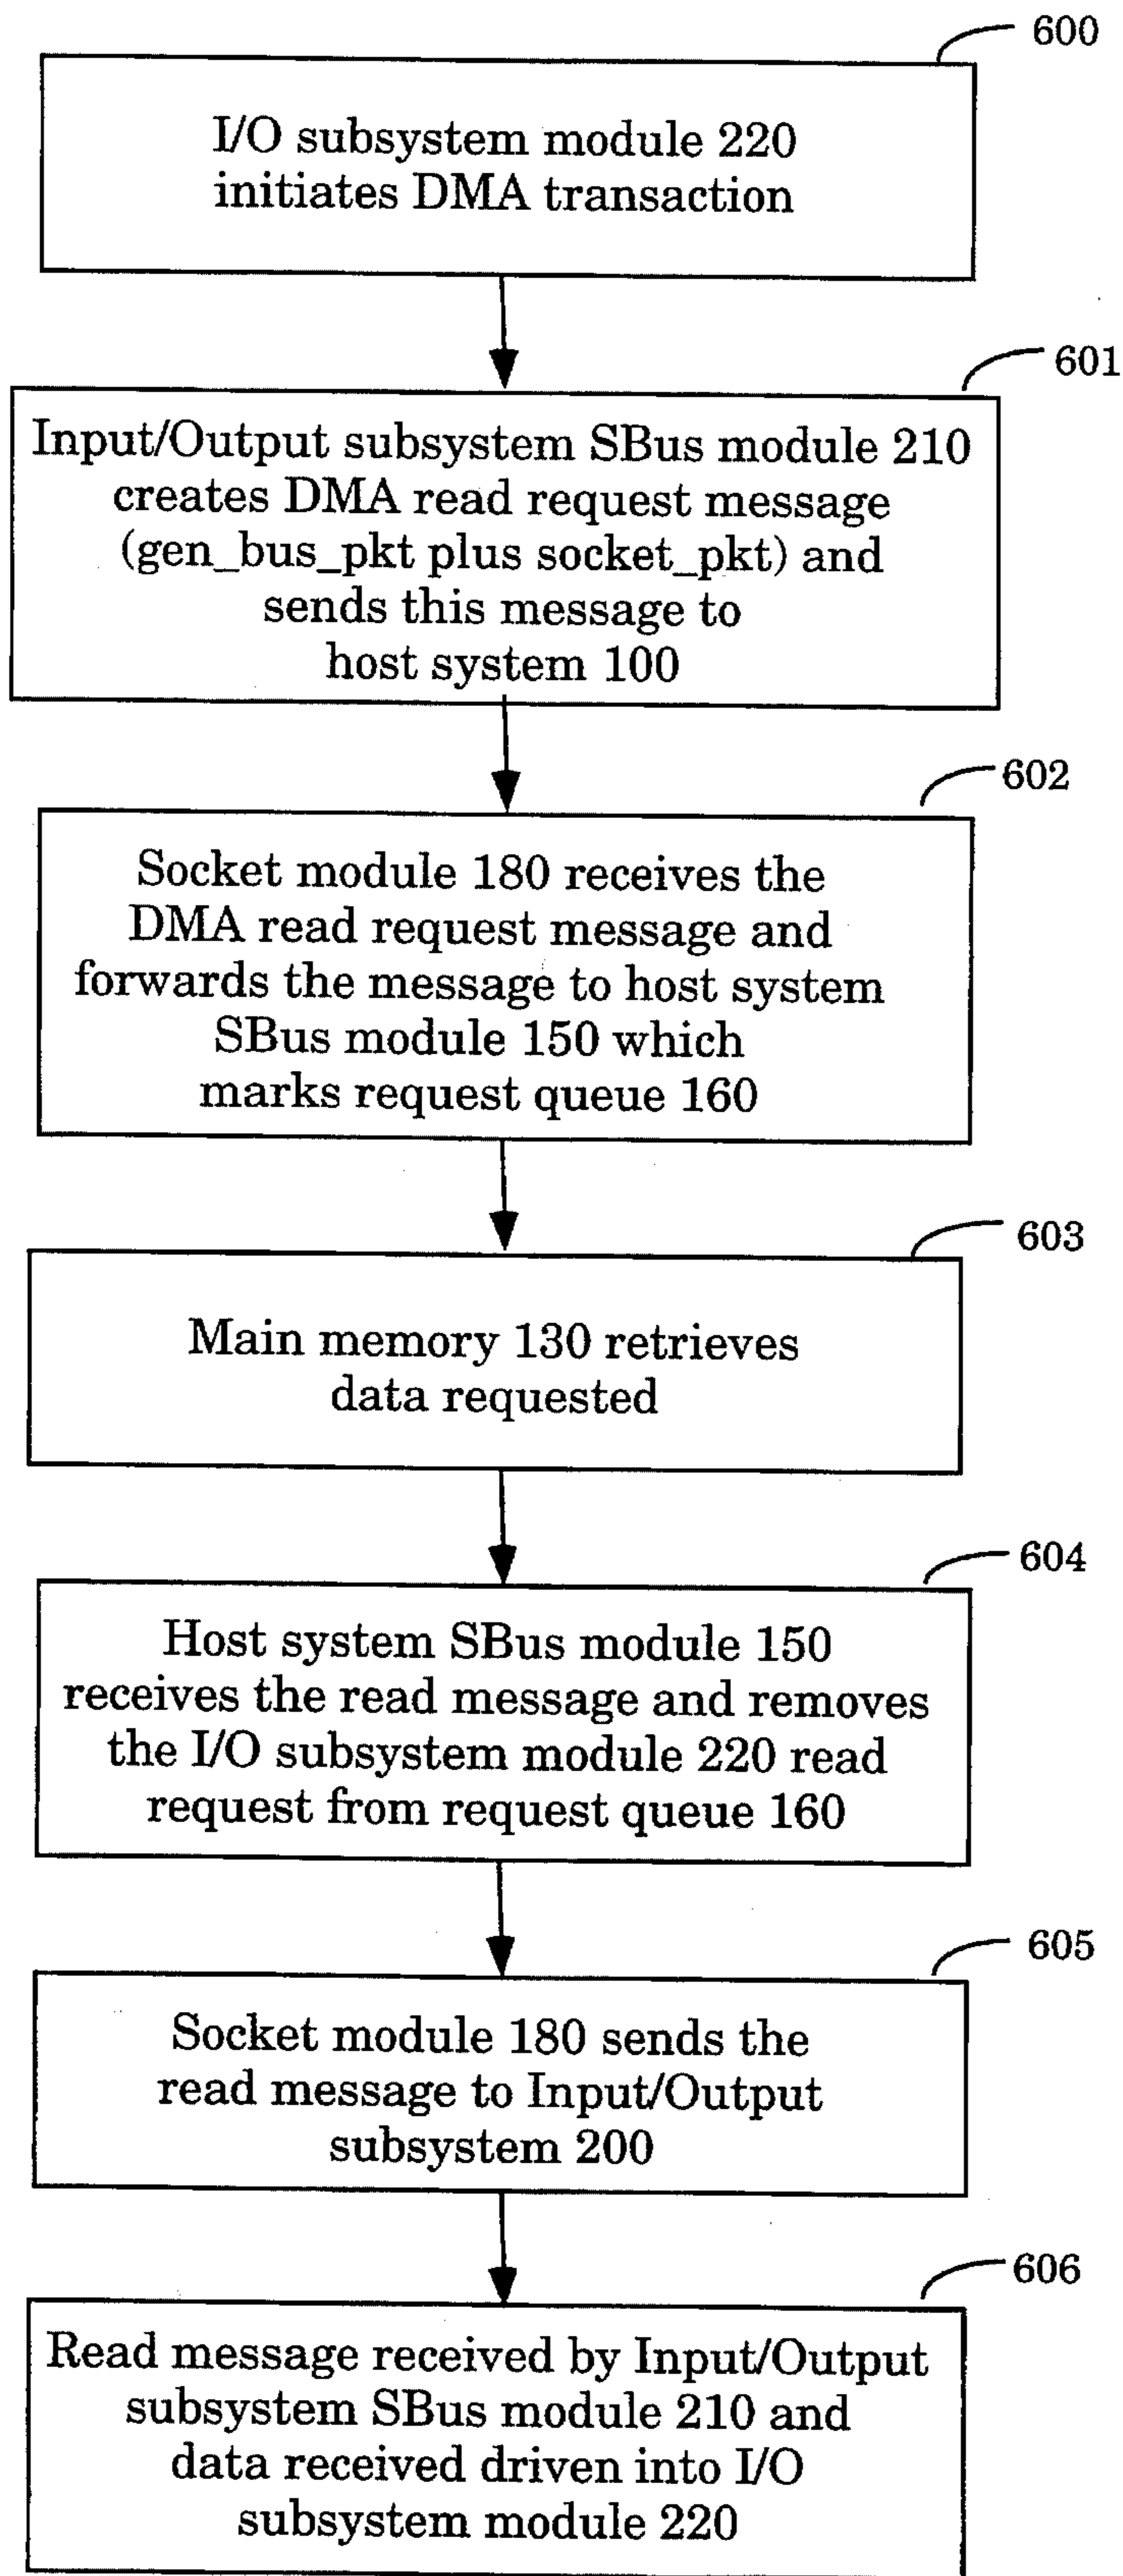 600
I/O subsystem module 220
initiates DMA transaction
601
Input/Output subsystem SBus module 210
creates DMA read request message
(gen_bus_pkt plus socket_pkt) and
sends this message to
host system 100
602
Socket module 180 receives the
DMA read request message and
forwards the message to host system
SBus module 150 which
marks request queue 160
603
Main memory 130 retrieves
data requested
604
Host system SBus module 150
receives the read message and removes
the I/O subsystem module 220 read
request from request queue 160
605
Socket module 180 sends the
read message to Input/Output
subsystem 200
606
Read message received by Input/Output
subsystem SBus module 210 and
data received driven into I/O
subsystem module 220